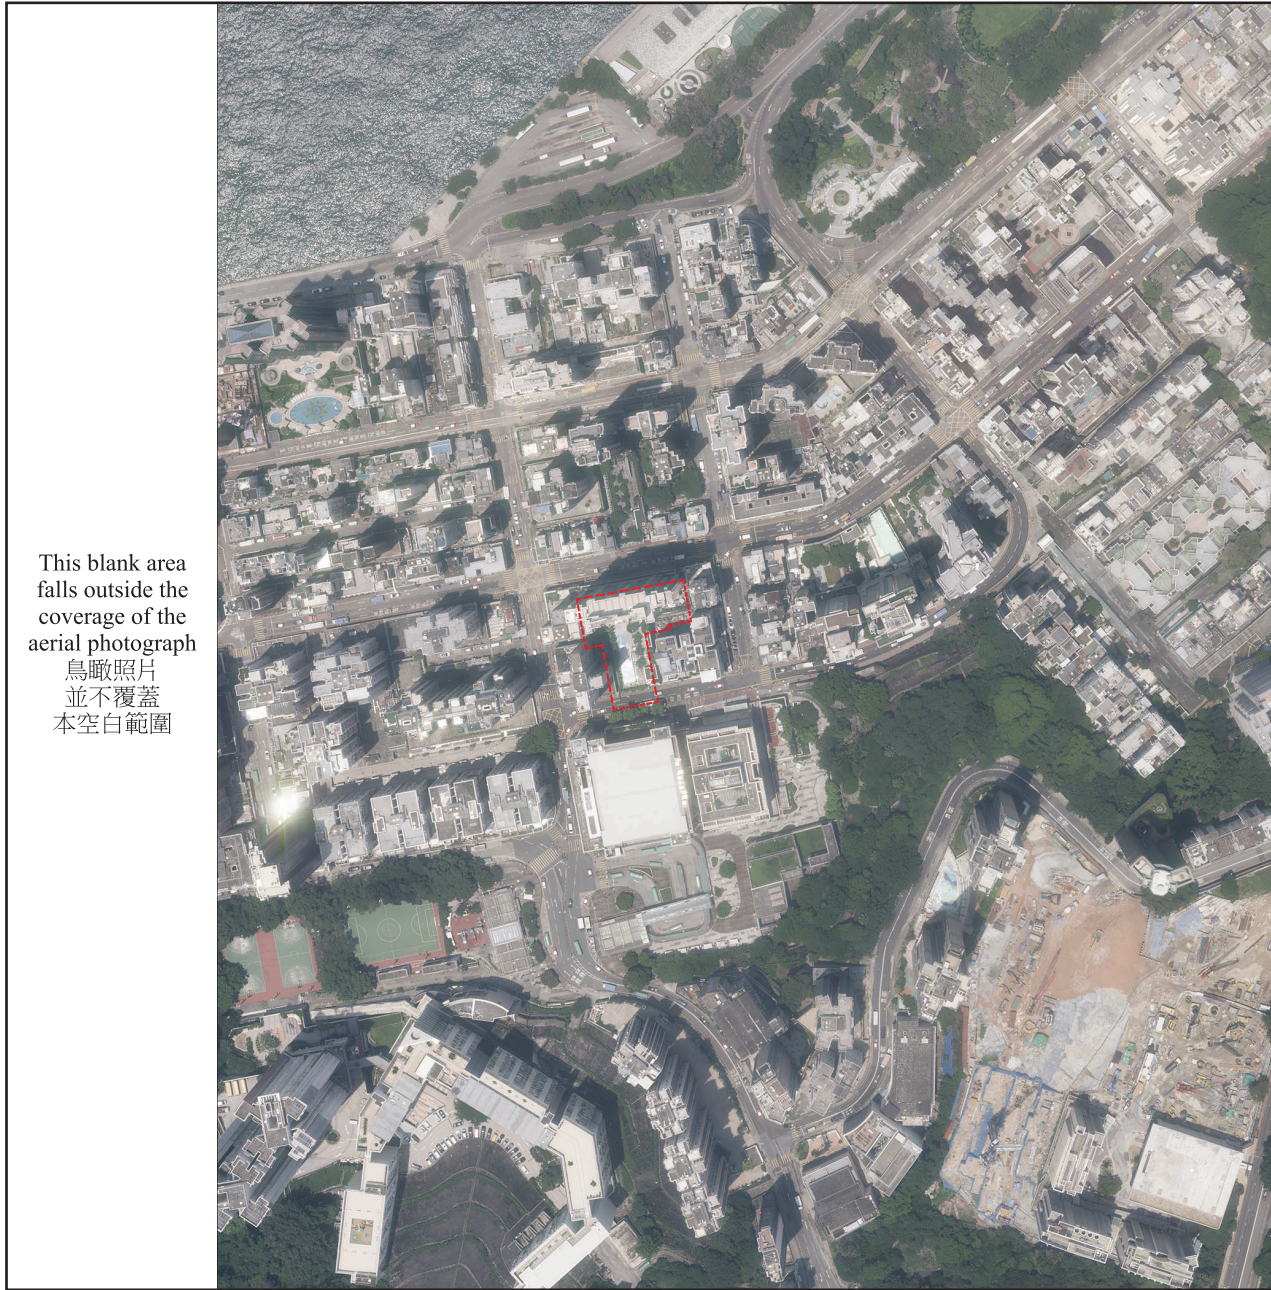 This blank area
falls outside the
coverage of the
aerial photograph
鳥瞰照片
並不覆蓋
本空白範圍